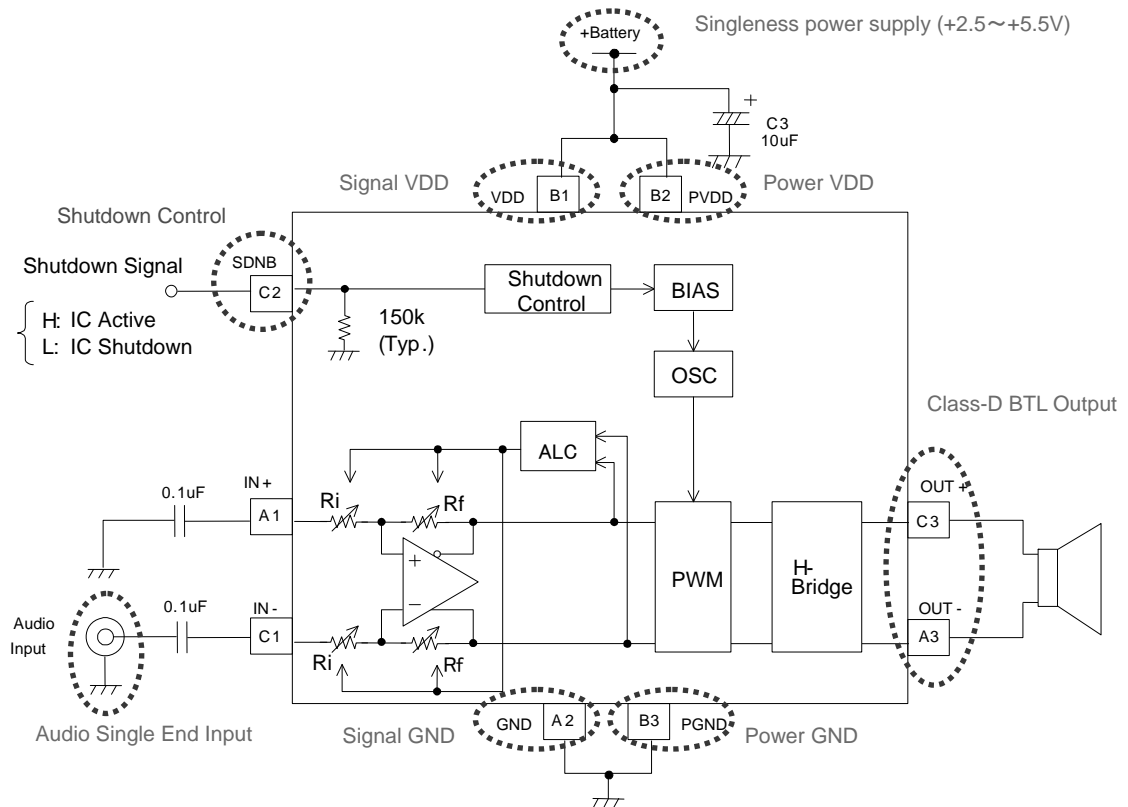 Singleness power supply (+2.5～+5.5V)
+Battery
+
C3
10uF
Signal VDD
VDD
B1
B2
PVDD
Power VDD
Shutdown Control
Shutdown Signal
SDNB
C2
H: IC Active
L: IC Shutdown
150k
(Typ.)
Shutdown
Control
BIAS
OSC
Class-D BTL Output
ALC
0.1uF
IN+
A1
Ri
Rf
OUT+
C3
+
−
PWM
H-
Bridge
Audio
Input
0.1uF
IN-
C1
Ri
Rf
OUT-
A3
Audio Single End Input
Signal GND
GND
A2
B3
PGND
Power GND